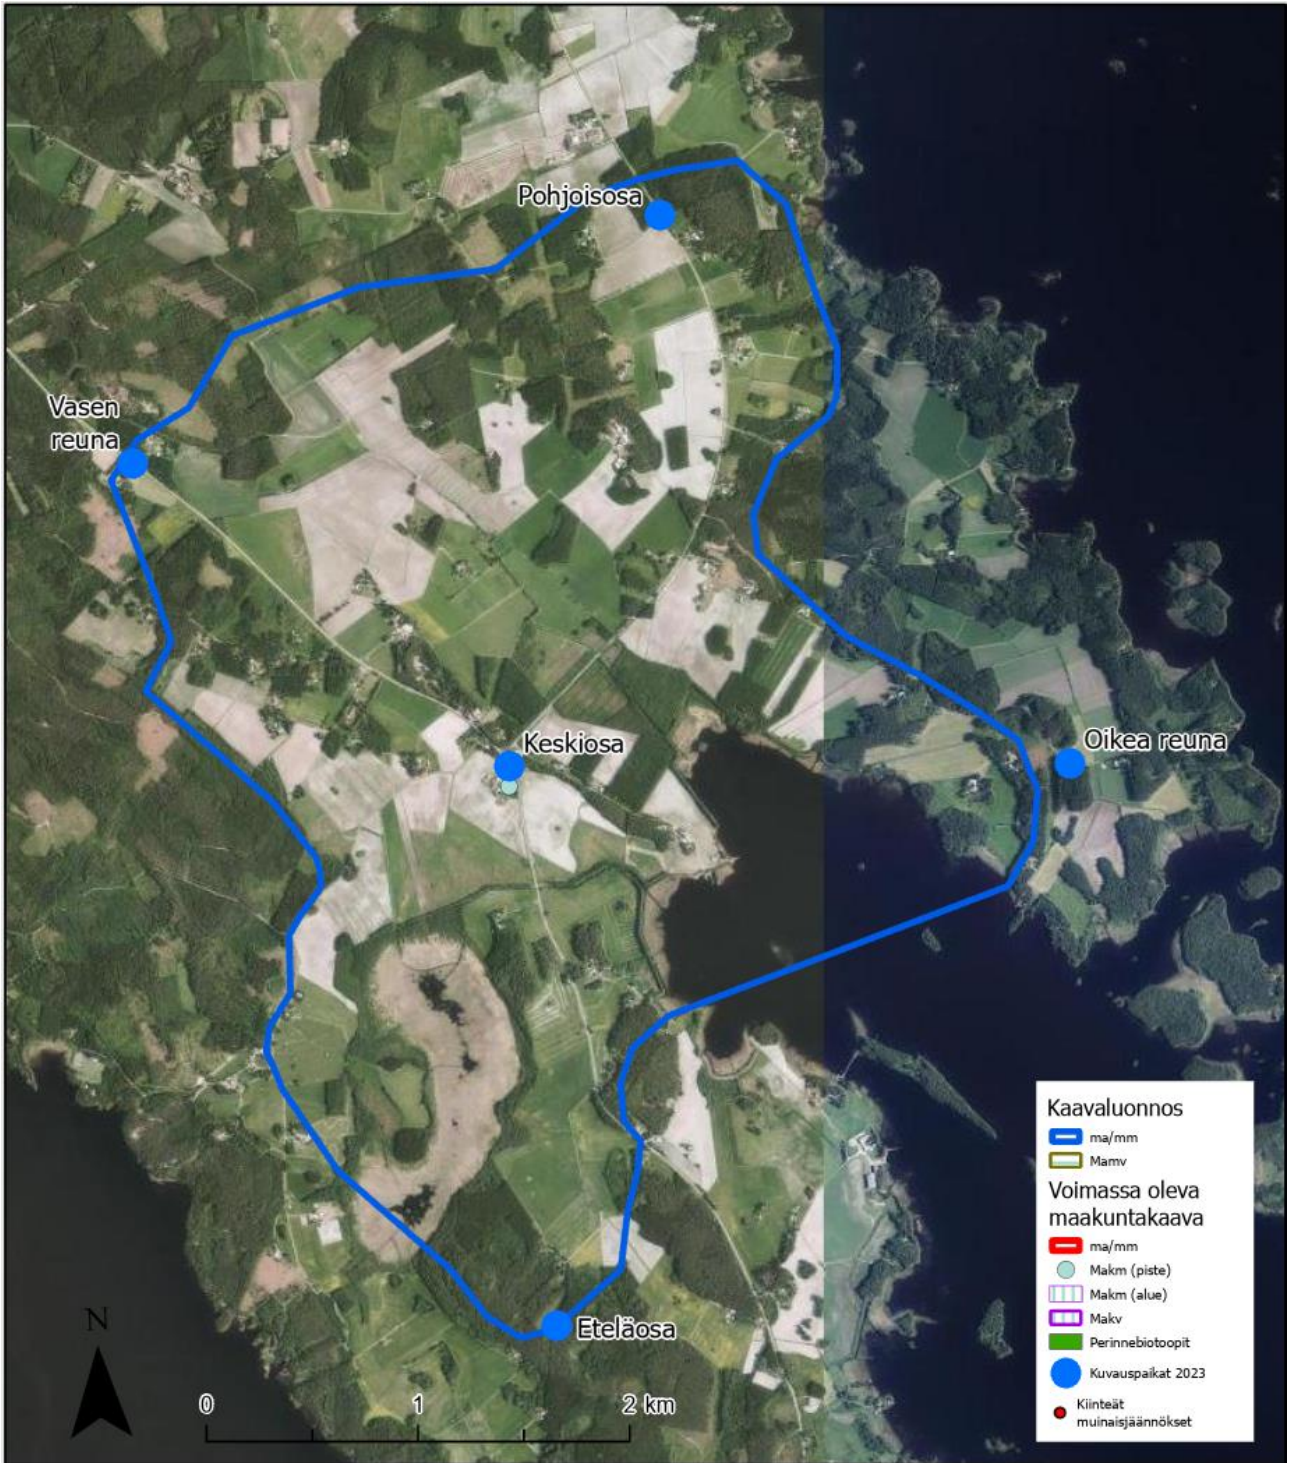 Pohjoisosa
Vasen
reuna
Keskiosa
Oikea reuna
Eteläosa
N
0 1 2 km
Kaavaluonnos
ma/mm
Mamv
Voimassa oleva
maakuntakaava
ma/mm
Makm (piste)
Makm (alue)
Makv
Perinnebiotoopit
Kuvauspaikat 2023
Kiinteät
muinaisjäännökset